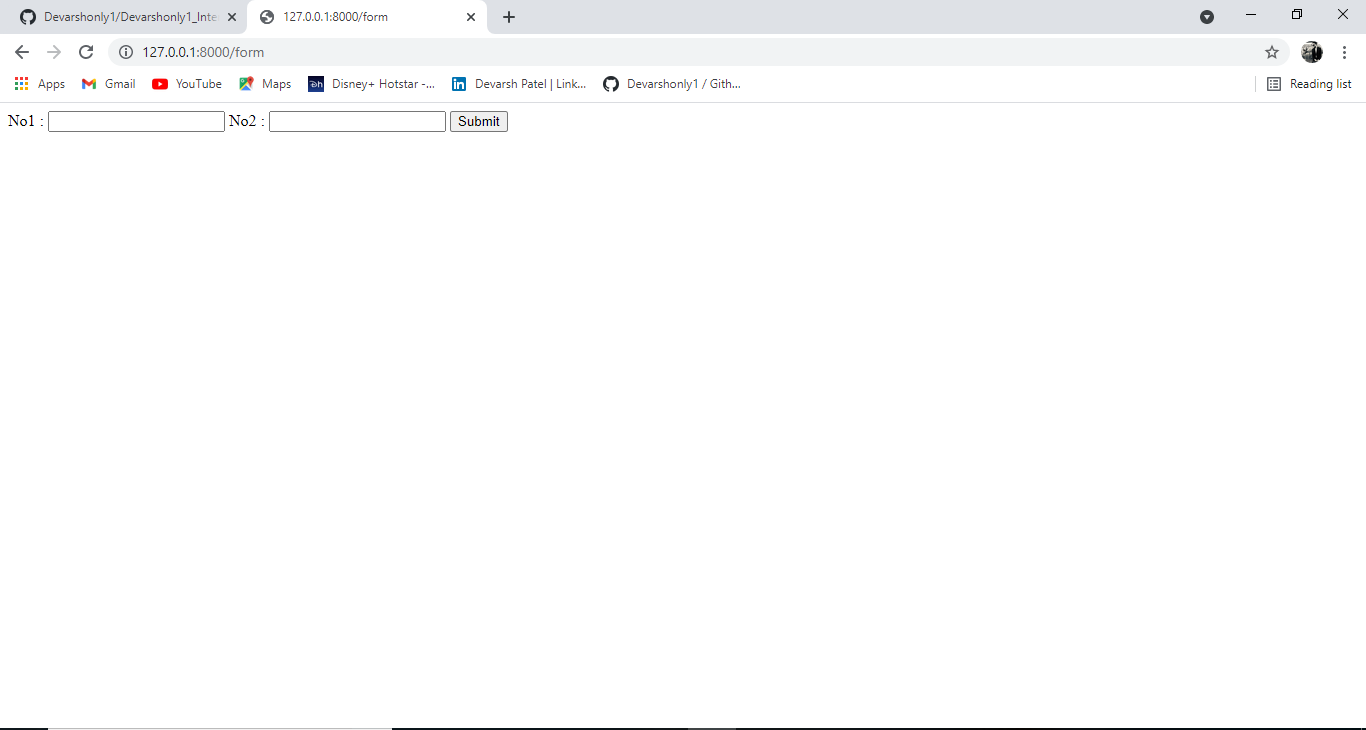 Devarshonly1/Devarshonly1_Inte
127.0.0.1:8000/form
127.0.0.1:8000/form
Apps Gmail YouTube Maps Disney+ Hotstar -... Devarsh Patel | Link... Devarshonly1 / Gith... Reading list
No1 : No2 : Submit